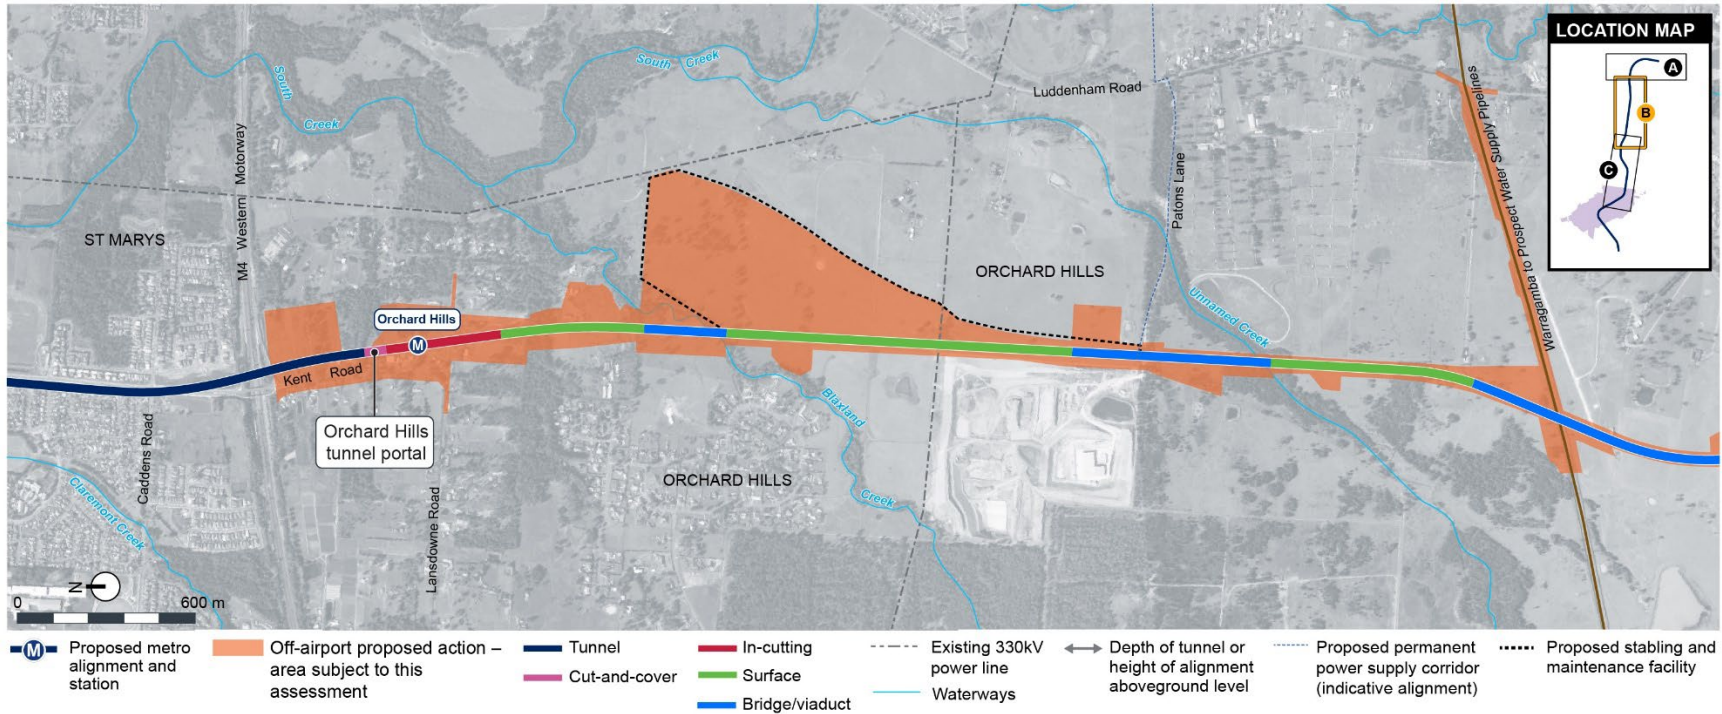 LOCATION MAP
A
B
C
South
Creek
South Creek
Luddenham Road
Warragamba to Prospect Water Supply Pipelines
M4 Western Motorway
Patons Lane
ST MARYS
ORCHARD HILLS
Unnamed Creek
Orchard Hills
M
Kent Road
Orchard Hills
tunnel portal
Blaxland
Creek
Caddens Road
Lansdowne Road
ORCHARD HILLS
Claremont Creek
N
0
600 m
M
Proposed metro
alignment and
station
Off-airport proposed action –
area subject to this
assessment
Tunnel
Cut-and-cover
In-cutting
Surface
Bridge/viaduct
Existing 330kV
power line
Waterways
Depth of tunnel or
height of alignment
aboveground level
Proposed permanent
power supply corridor
(indicative alignment)
Proposed stabling and
maintenance facility